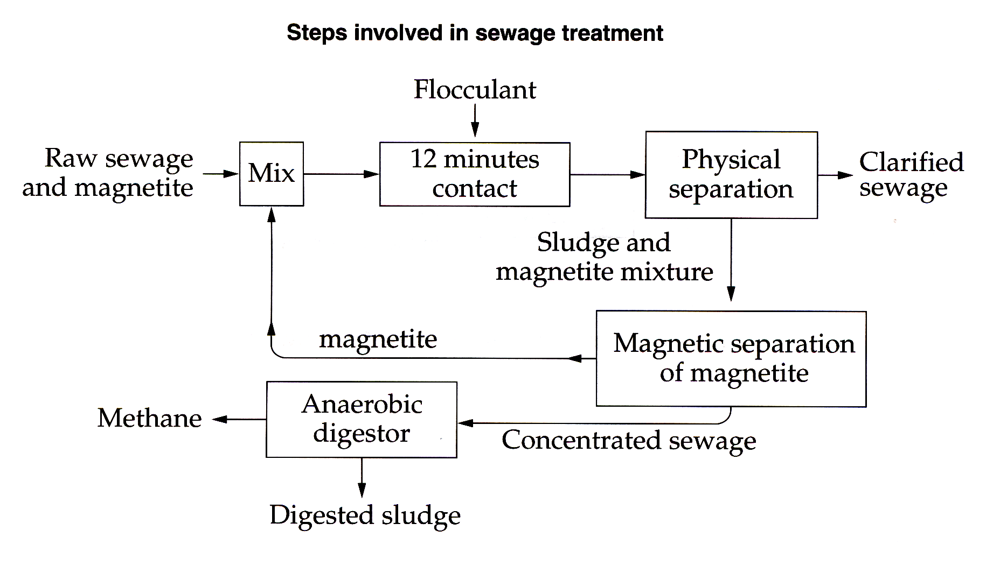 Steps involved in sewage treatment
Flocculant
Raw sewage
and magnetite
Mix
12 minutes
contact
Physical
separation
Clarified
sewage
Sludge and
magnetite mixture
magnetite
Magnetic separation
of magnetite
Methane
Anaerobic
digestor
Concentrated sewage
Digested sludge